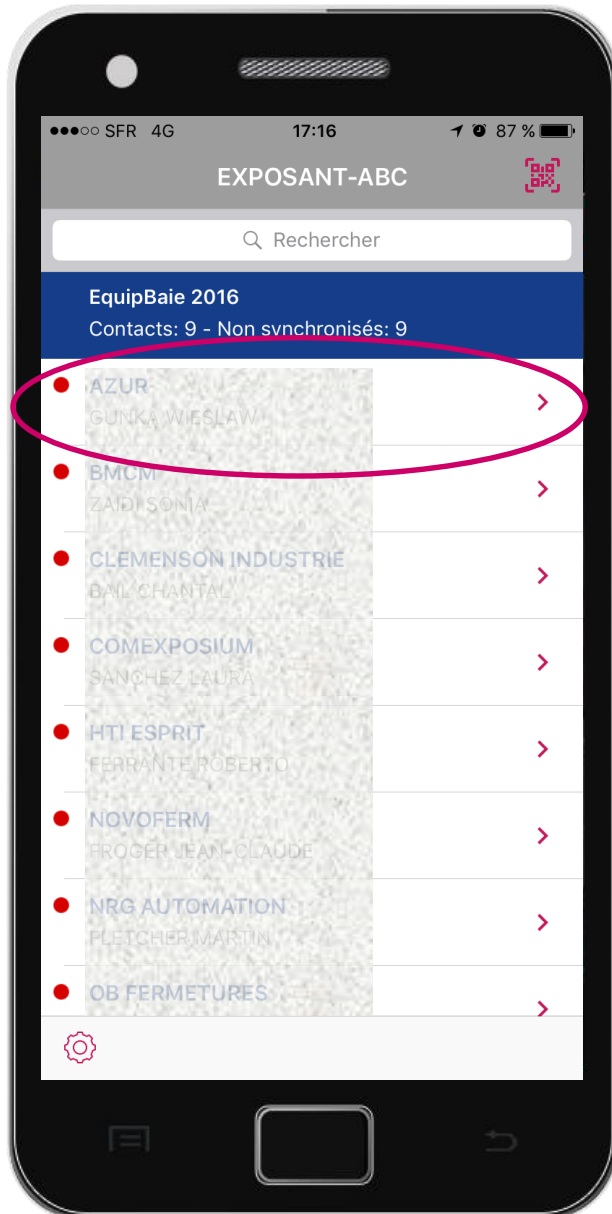 SFR 4G 17:16 87 %
EXPOSANT-ABC
Rechercher
EquipBaie 2016
Contacts: 9 - Non synchronisés: 9
AZUR
GUNKA WIESLAW
BMCM
ZAIDI SONIA
CLEMENSON INDUSTRIE
BAIL CHANTAL
COMEXPOSIUM
SANCHEZ LAURA
HTI ESPRIT
FERRANTE ROBERTO
NOVOFERM
FROGER JEAN-CLAUDE
NRG AUTOMATION
FLETCHER MARTIN
OB FERMETURES